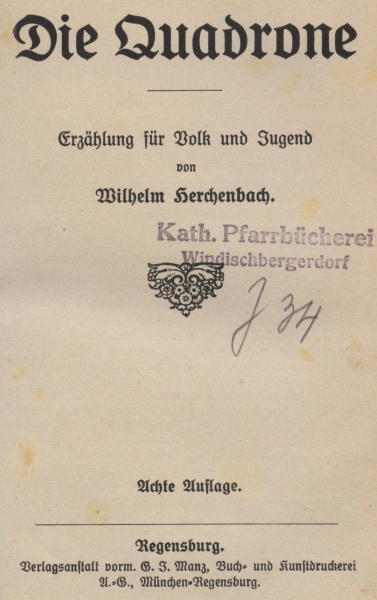 Die Quadrone
Erzählung für Volk und Jugend
von
Wilhelm Herchenbach.
Kath. Pfarrbücherei
Windischbergerdorf
J 34
Achte Auflage.
Regensburg.
Verlagsanstalt vorm. G. J. Manz, Buch- und Kunstdruckerei
A.-G., München-Regensburg.